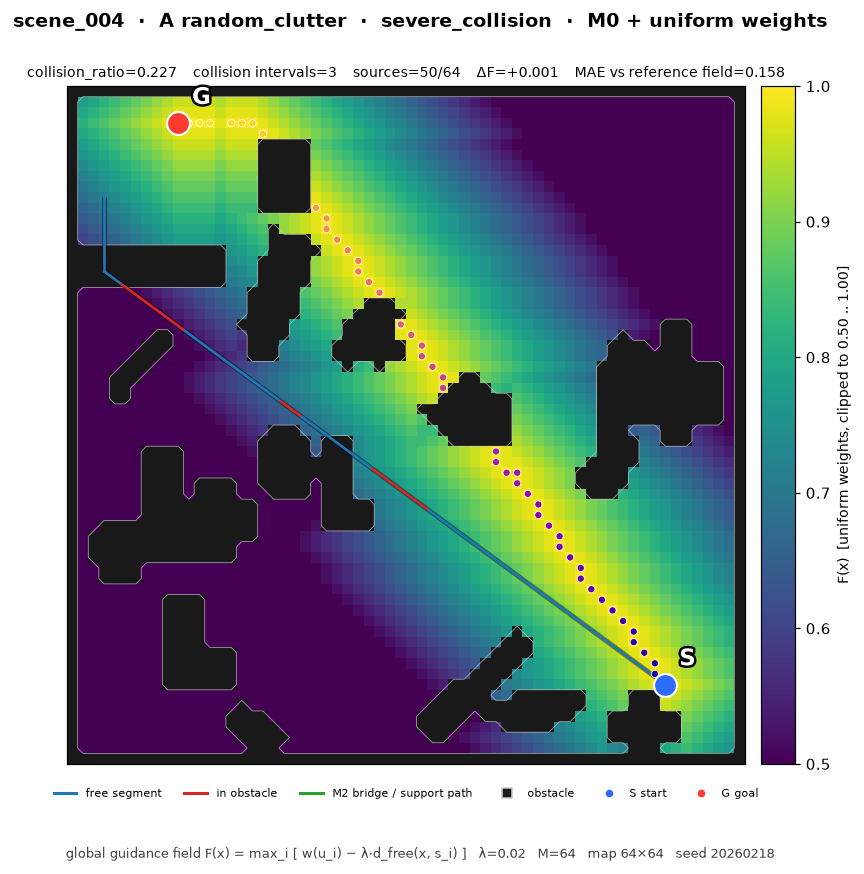 scene_004 · A random_clutter · severe_collision · M0 + uniform weights
collision_ratio=0.227 collision intervals=3 sources=50/64 ΔF=+0.001 MAE vs reference field=0.158
G
S
1.0
0.9
0.8
0.7
0.6
0.5
F(x) [uniform weights, clipped to 0.50 .. 1.00]
free segment
in obstacle
M2 bridge / support path
obstacle
S start
G goal
global guidance field F(x) = max_i [ w(u_i) − λ·d_free(x, s_i) ] λ=0.02 M=64 map 64×64 seed 20260218